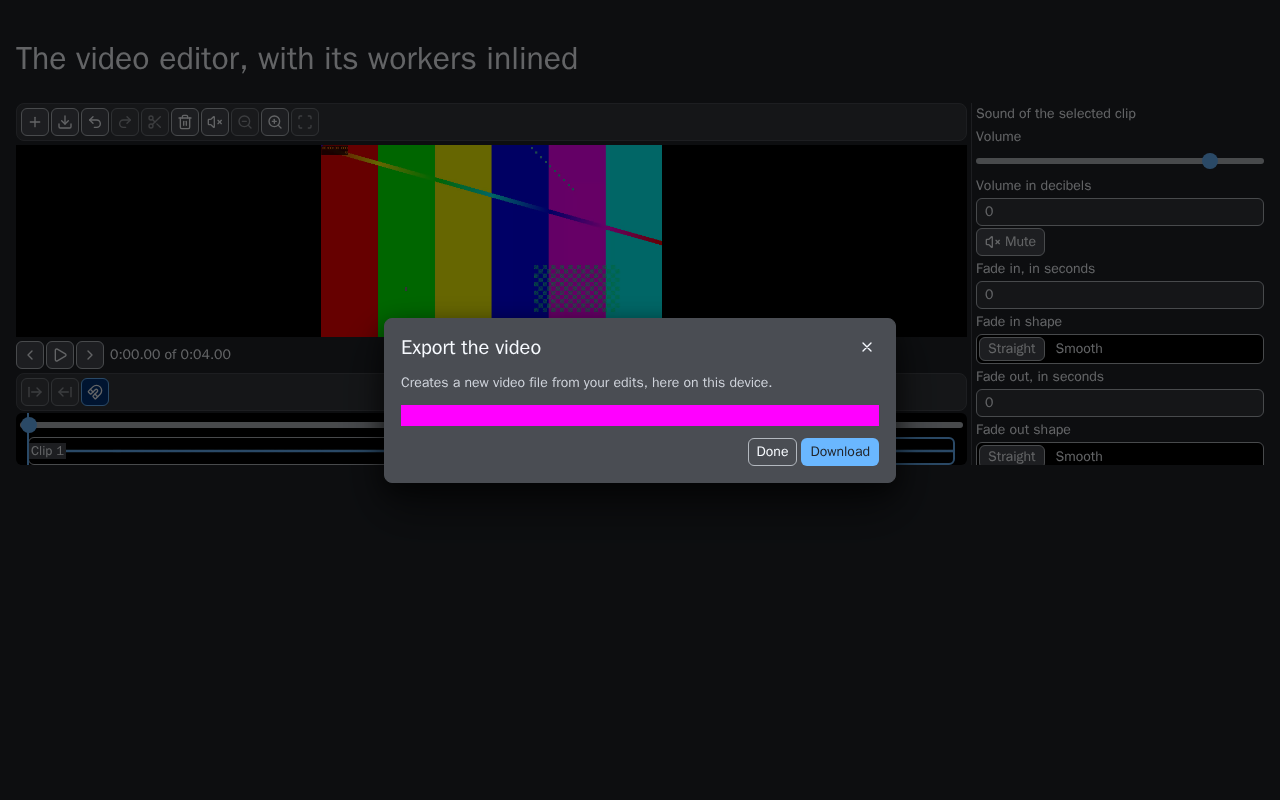 The video editor, with its workers inlined
Sound of the selected clip
Volume
Volume in decibels
0
Mute
Fade in, in seconds
0
Fade in shape
Straight Smooth
Fade out, in seconds
0
Fade out shape
Straight Smooth
0:00.00 of 0:04.00
Clip 1
Export the video
Creates a new video file from your edits, here on this device.
Done Download